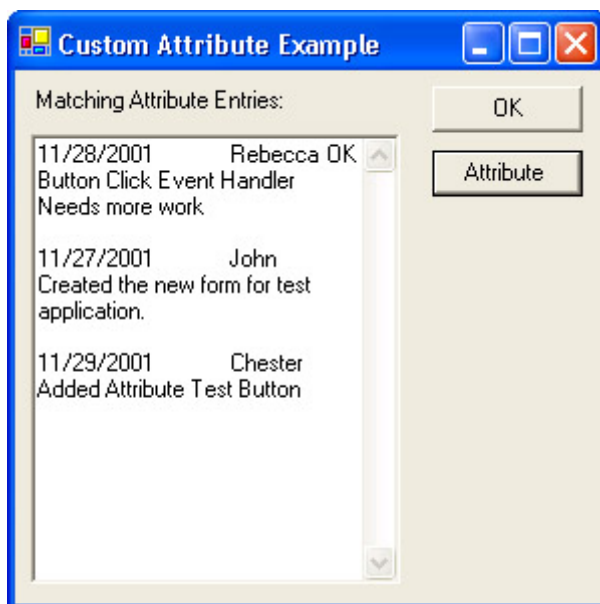 Custom Attribute Example
Matching Attribute Entries:
OK
Attribute
11/28/2001 Rebecca OK
Button Click Event Handler
Needs more work
11/27/2001 John
Created the new form for test
application.
11/29/2001 Chester
Added Attribute Test Button